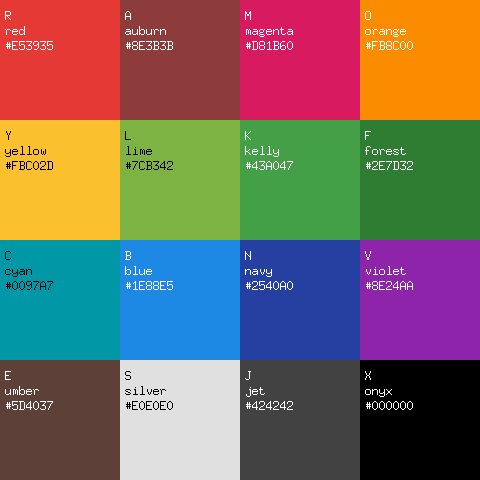 R
red
#E53935
A
auburn
#8E3B3B
M
magenta
#D81B60
O
orange
#FB8C00
Y
yellow
#FBC02D
L
lime
#7CB342
K
kelly
#43A047
F
forest
#2E7D32
C
cyan
#0097A7
B
blue
#1E88E5
N
navy
#2540A0
V
violet
#8E24AA
E
umber
#5D4037
S
silver
#E0E0E0
J
jet
#424242
X
onyx
#000000